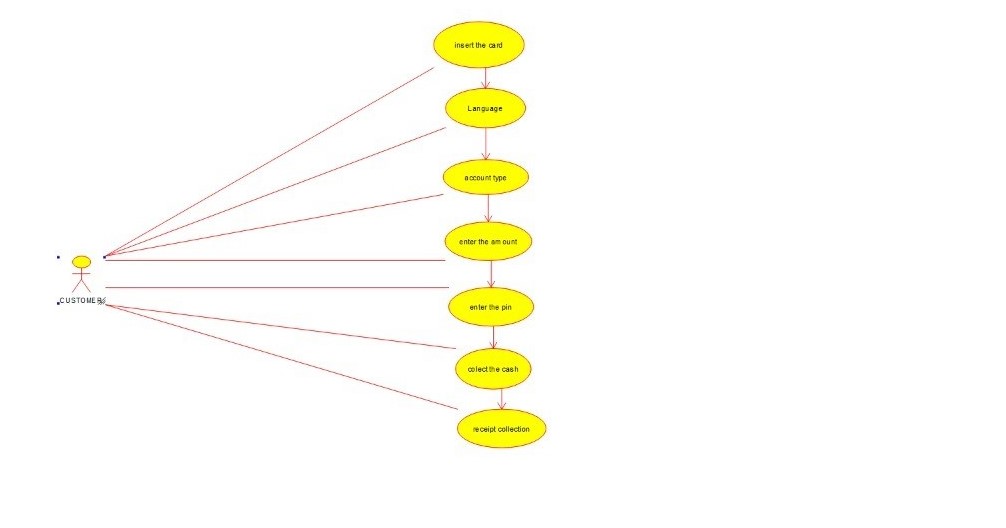 insert the card
Language
account type
enter the amount
CUSTOMER
enter the pin
colect the cash
receipt collection